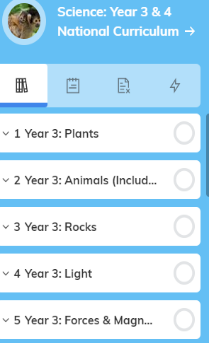 Science: Year 3 & 4
National Curriculum →
1 Year 3: Plants
2 Year 3: Animals (Includ...
3 Year 3: Rocks
4 Year 3: Light
5 Year 3: Forces & Magn...